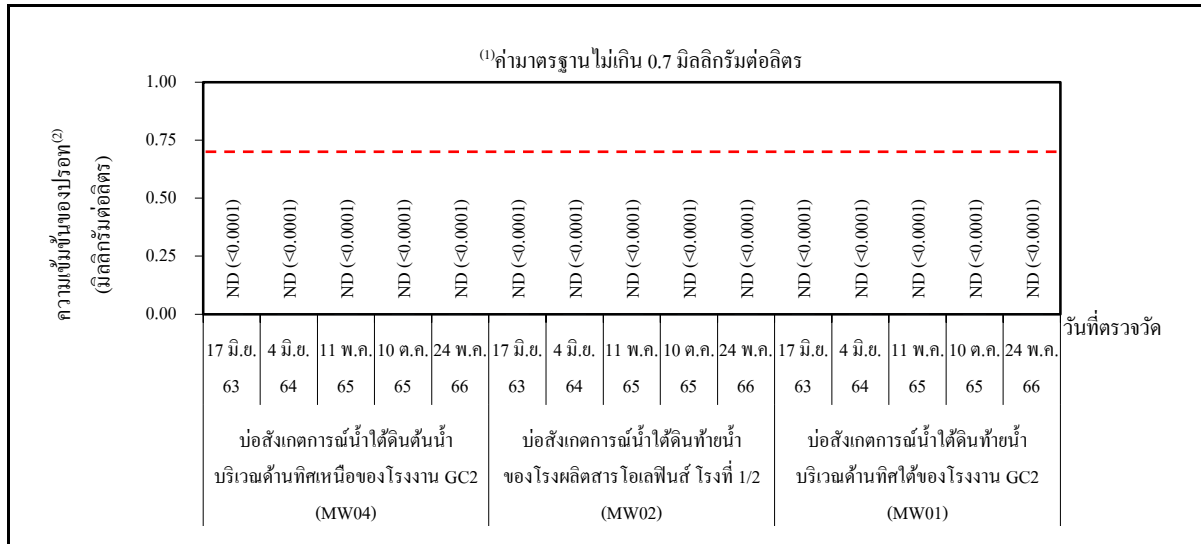 (1)ค่ามาตรฐานไม่เกิน 0.7 มิลลิกรัมต่อลิตร
ความเข้มข้นของปรอท(2)
(มิลลิกรัมต่อลิตร)
1.00
0.75
0.50
0.25
0.00
ND (<0.0001) ND (<0.0001) ND (<0.0001) ND (<0.0001) ND (<0.0001) ND (<0.0001) ND (<0.0001) ND (<0.0001) ND (<0.0001) ND (<0.0001) ND (<0.0001) ND (<0.0001) ND (<0.0001) ND (<0.0001) ND (<0.0001)
วันที่ตรวจวัด
17 มิ.ย. 4 มิ.ย. 11 พ.ค. 10 ต.ค. 24 พ.ค. 17 มิ.ย. 4 มิ.ย. 11 พ.ค. 10 ต.ค. 24 พ.ค. 17 มิ.ย. 4 มิ.ย. 11 พ.ค. 10 ต.ค. 24 พ.ค.
63 64 65 65 66 63 64 65 65 66 63 64 65 65 66
บ่อสังเกตการณ์น้ำใต้ดินต้นน้ำ
บริเวณด้านทิศเหนือของโรงงาน GC2
(MW04)
บ่อสังเกตการณ์น้ำใต้ดินท้ายน้ำ
ของโรงผลิตสารโอเลฟินส์ โรงที่ 1/2
(MW02)
บ่อสังเกตการณ์น้ำใต้ดินท้ายน้ำ
บริเวณด้านทิศใต้ของโรงงาน GC2
(MW01)